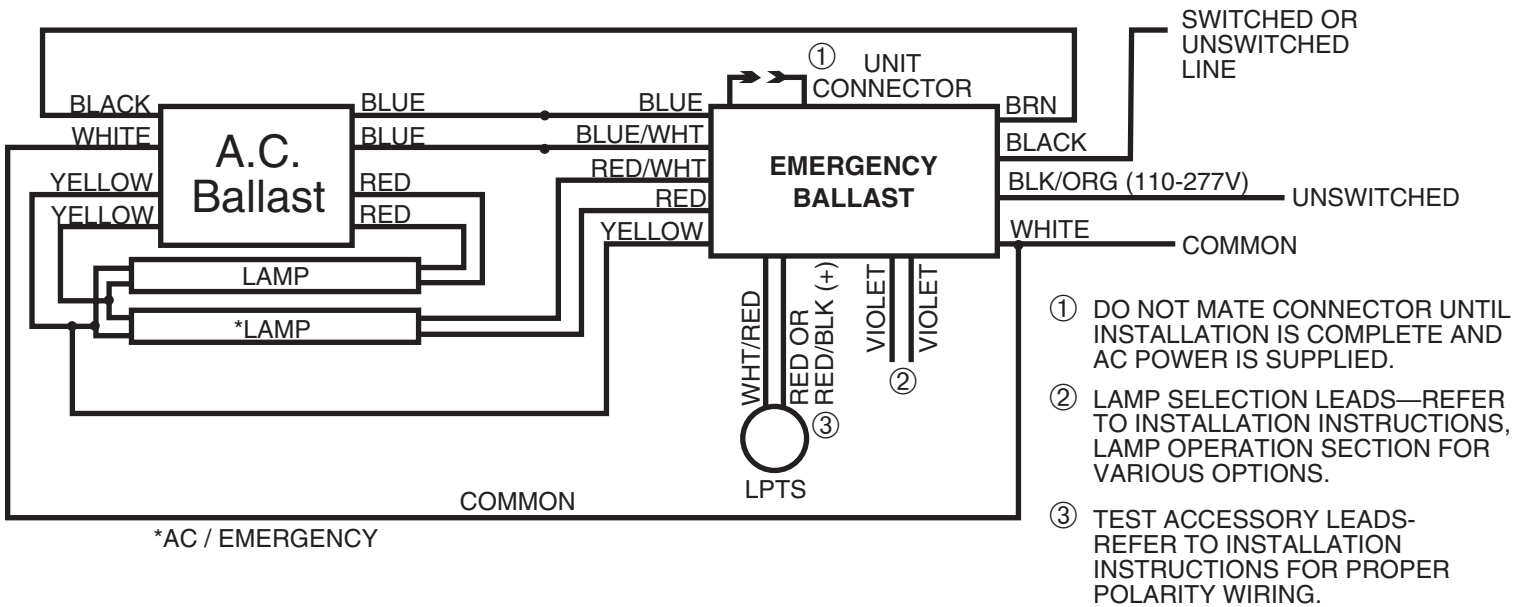 SWITCHED OR
UNSWITCHED
LINE
① UNIT
CONNECTOR
BLACK
BLUE
BLUE
BRN
WHITE
BLUE
BLUE/WHT
BLACK
A.C.
Ballast
RED/WHT
EMERGENCY
BALLAST
YELLOW
RED
RED
BLK/ORG (110-277V)
UNSWITCHED
YELLOW
RED
YELLOW
WHITE
COMMON
LAMP
*LAMP
WHT/RED
RED OR
RED/BLK (+)
VIOLET
VIOLET
②
③
LPTS
COMMON
*AC / EMERGENCY
① DO NOT MATE CONNECTOR UNTIL
INSTALLATION IS COMPLETE AND
AC POWER IS SUPPLIED.
② LAMP SELECTION LEADS—REFER
TO INSTALLATION INSTRUCTIONS,
LAMP OPERATION SECTION FOR
VARIOUS OPTIONS.
③ TEST ACCESSORY LEADS-
REFER TO INSTALLATION
INSTRUCTIONS FOR PROPER
POLARITY WIRING.